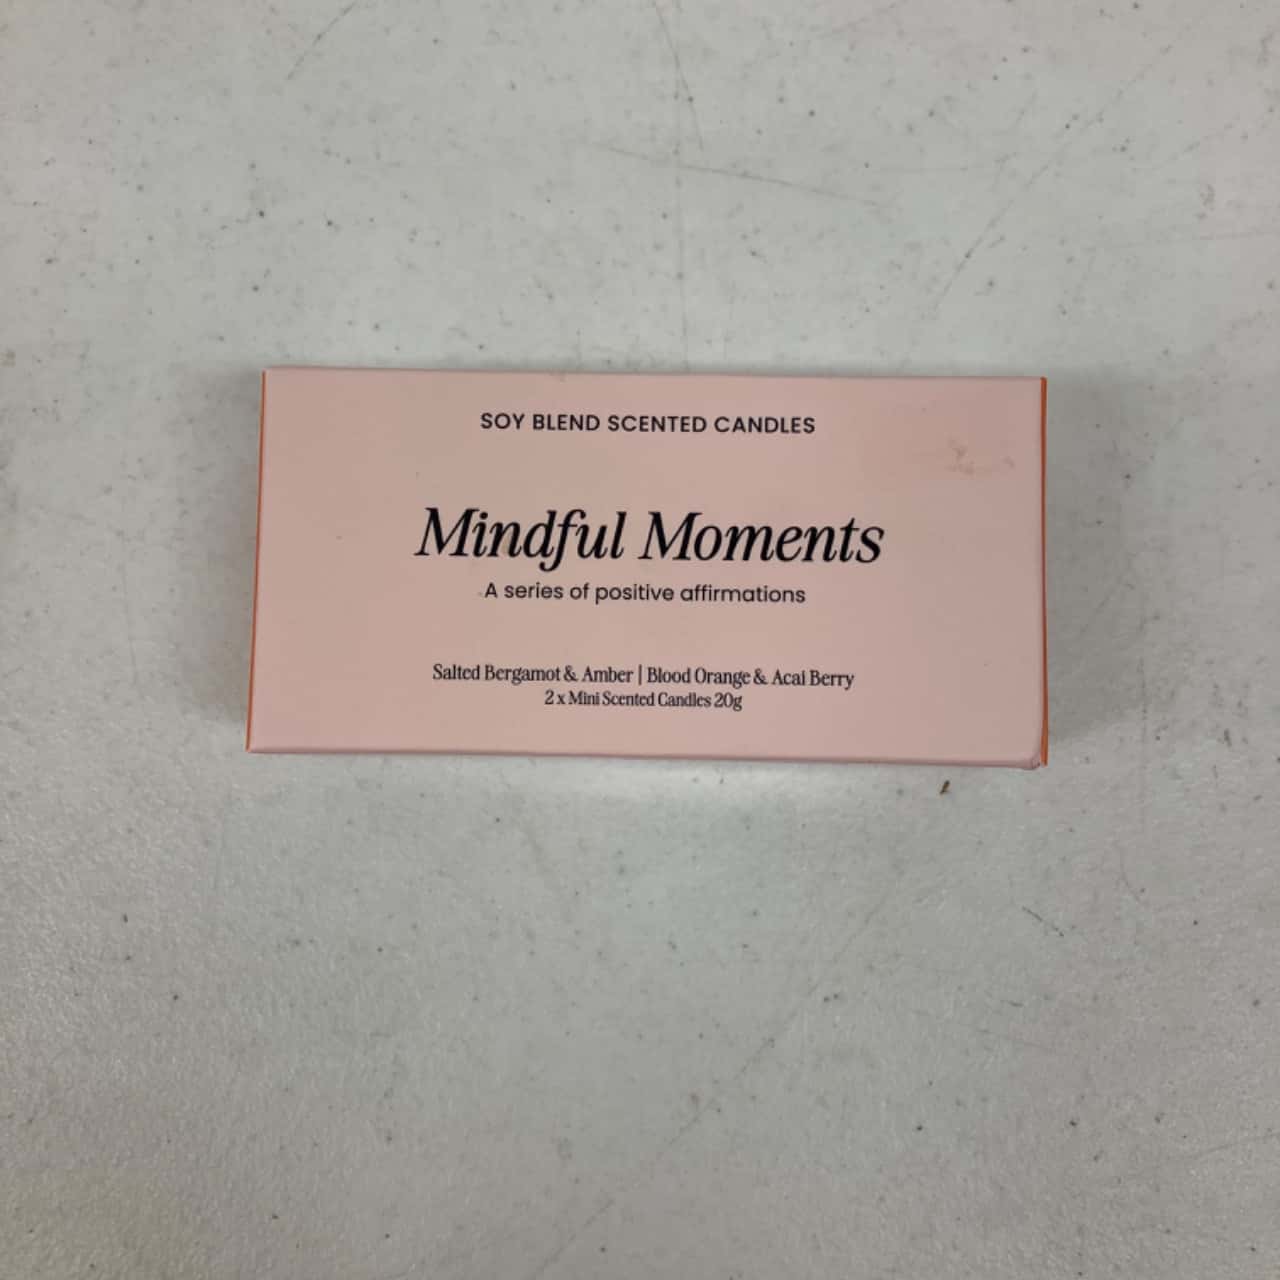 SOY BLEND SCENTED CANDLES
Mindful Moments
A series of positive affirmations
Salted Bergamot & Amber | Blood Orange & Acai Berry
2 x Mini Scented Candles 20g